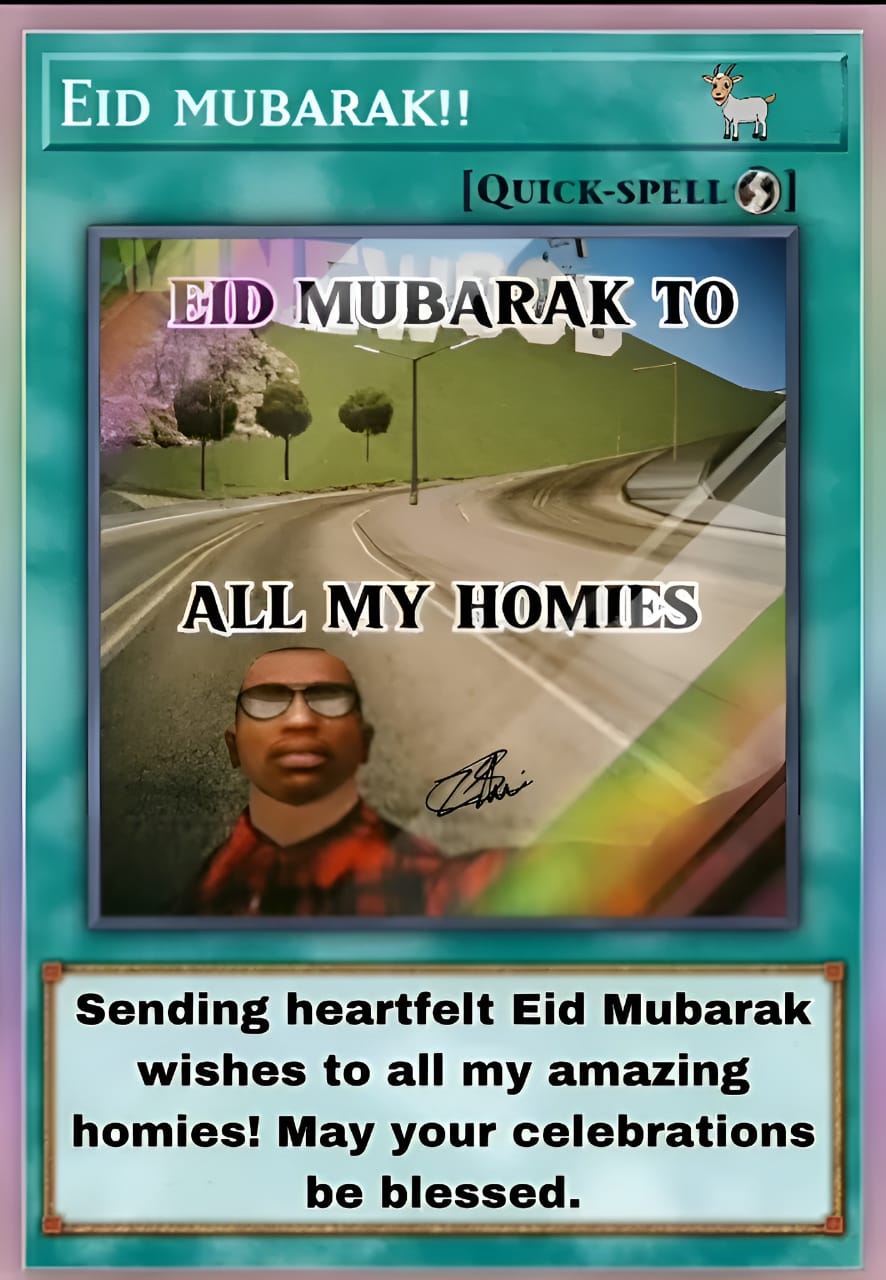 EID MUBARAK!!
[QUICK-SPELL]
EID MUBARAK TO
ALL MY HOMIES
Sending heartfelt Eid Mubarak
wishes to all my amazing
homies! May your celebrations
be blessed.